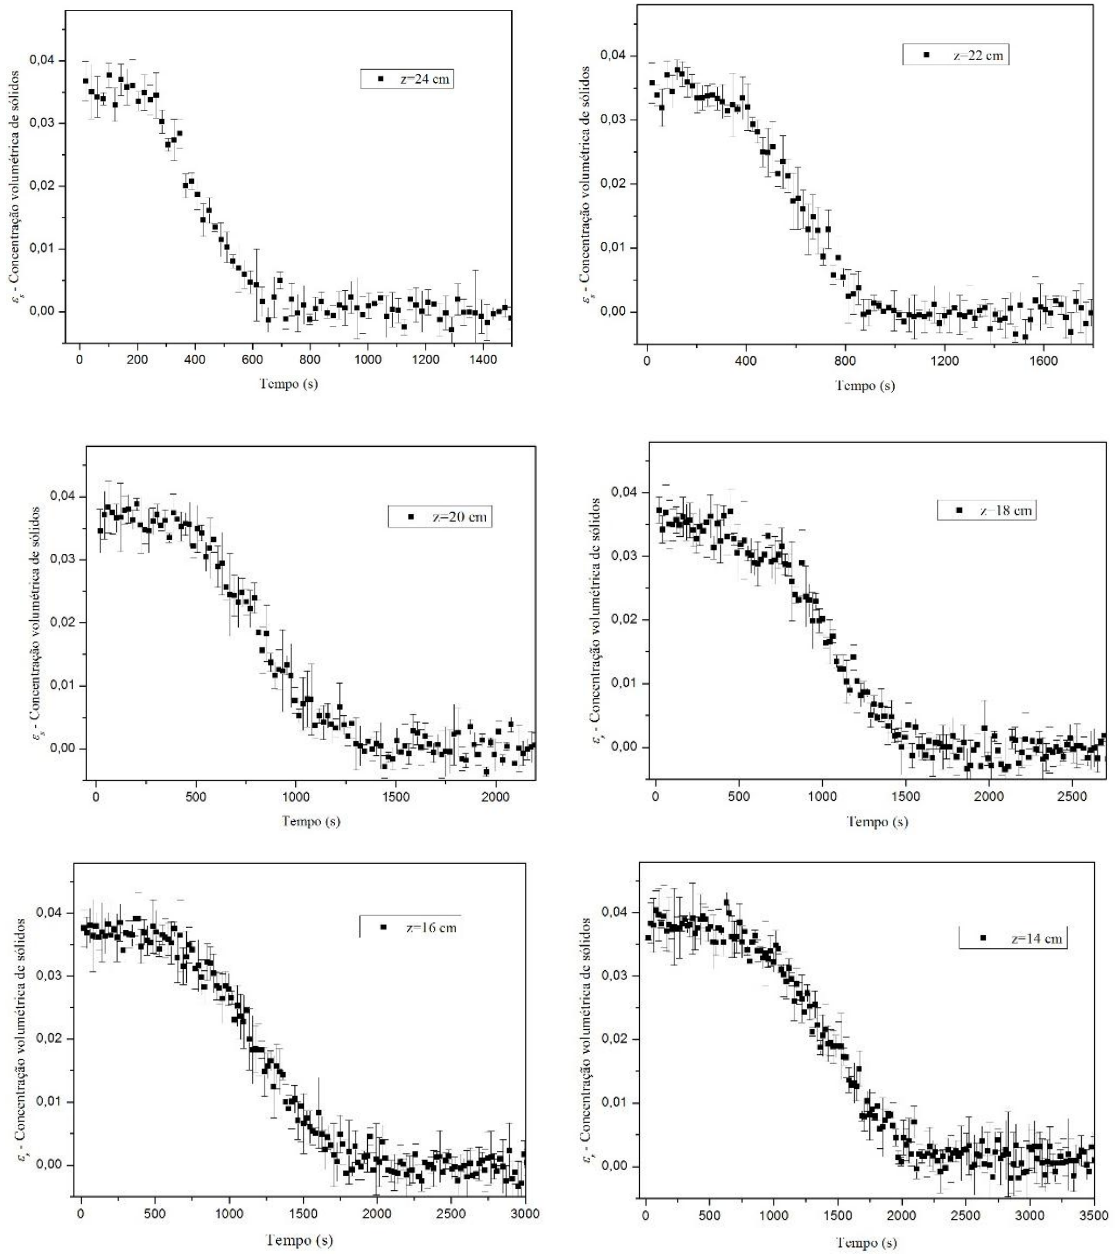 εs - Concentração volumétrica de sólidos
0,04
0,03
0,02
0,01
0,00
z=24 cm
0 200 400 600 800 1000 1200 1400
Tempo (s)
εs - Concentração volumétrica de sólidos
0,04
0,03
0,02
0,01
0,00
z=22 cm
0 400 800 1200 1600
Tempo (s)
εs - Concentração volumétrica de sólidos
0,04
0,03
0,02
0,01
0,00
z=20 cm
0 500 1000 1500 2000
Tempo (s)
εs - Concentração volumétrica de sólidos
0,04
0,03
0,02
0,01
0,00
z=18 cm
0 500 1000 1500 2000 2500
Tempo (s)
εs - Concentração volumétrica de sólidos
0,04
0,03
0,02
0,01
0,00
z=16 cm
0 500 1000 1500 2000 2500 3000
Tempo (s)
εs - Concentração volumétrica de sólidos
0,04
0,03
0,02
0,01
0,00
z=14 cm
0 500 1000 1500 2000 2500 3000 3500
Tempo (s)